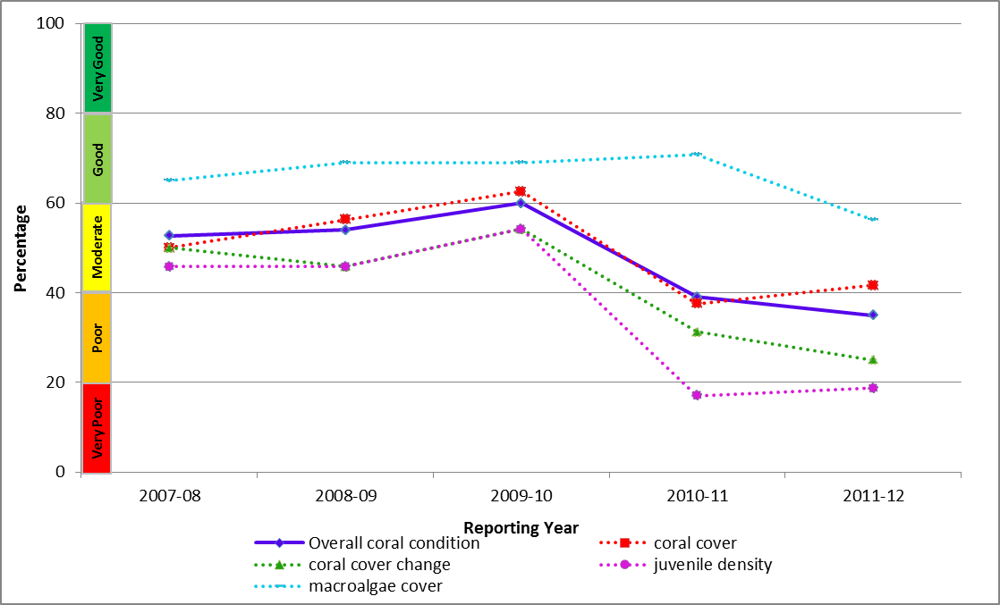 100
80
60
40
20
0
Percentage
Very Good
Good
Moderate
Poor
Very Poor
2007-08
2008-09
2009-10
2010-11
2011-12
Reporting Year
Overall coral condition
coral cover
coral cover change
juvenile density
macroalgae cover